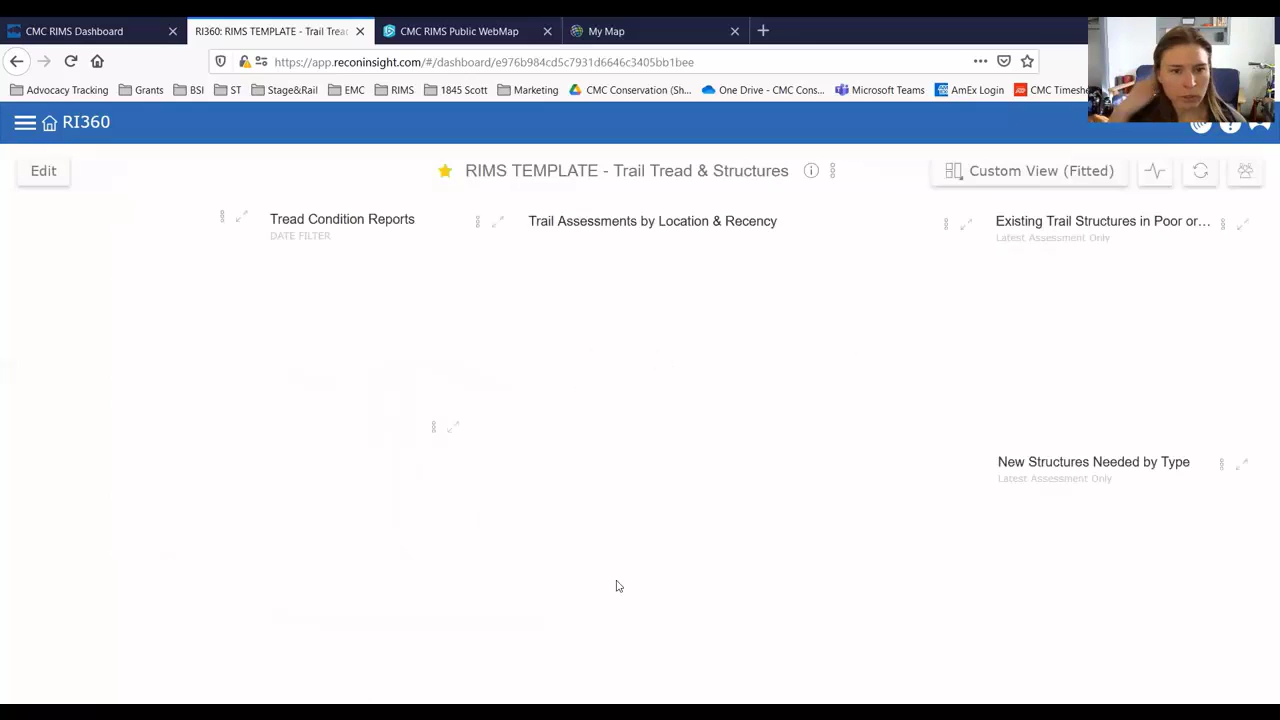 CMC RIMS Dashboard
RI360: RIMS TEMPLATE - Trail Trea
CMC RIMS Public WebMap
My Map
https://app.reconinsight.com/#/dashboard/e976b984cd5c7931d6646c3405bb1bee
Advocacy Tracking
Grants
BSI
ST
Stage&Rail
EMC
RIMS
1845 Scott
Marketing
CMC Conservation (Sh...
One Drive - CMC Cons...
Microsoft Teams
AmEx Login
CMC Timeshe
RI360
Edit
RIMS TEMPLATE - Trail Tread & Structures
Custom View (Fitted)
Tread Condition Reports
DATE FILTER
Trail Assessments by Location & Recency
Existing Trail Structures in Poor or...
Latest Assessment Only
New Structures Needed by Type
Latest Assessment Only